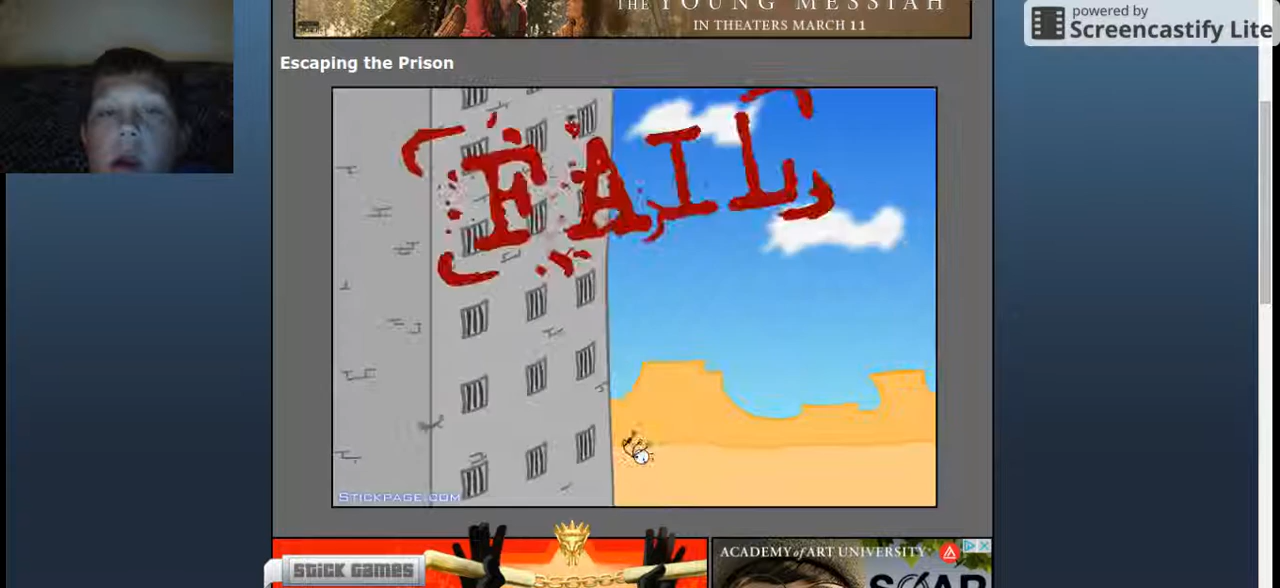 THE YOUNG MESSIAH
IN THEATERS MARCH 11
powered by
Screencastify Lite
Escaping the Prison
FAIL
STICKPAGE.COM
STICK GAMES
ACADEMY of ART UNIVERSITY